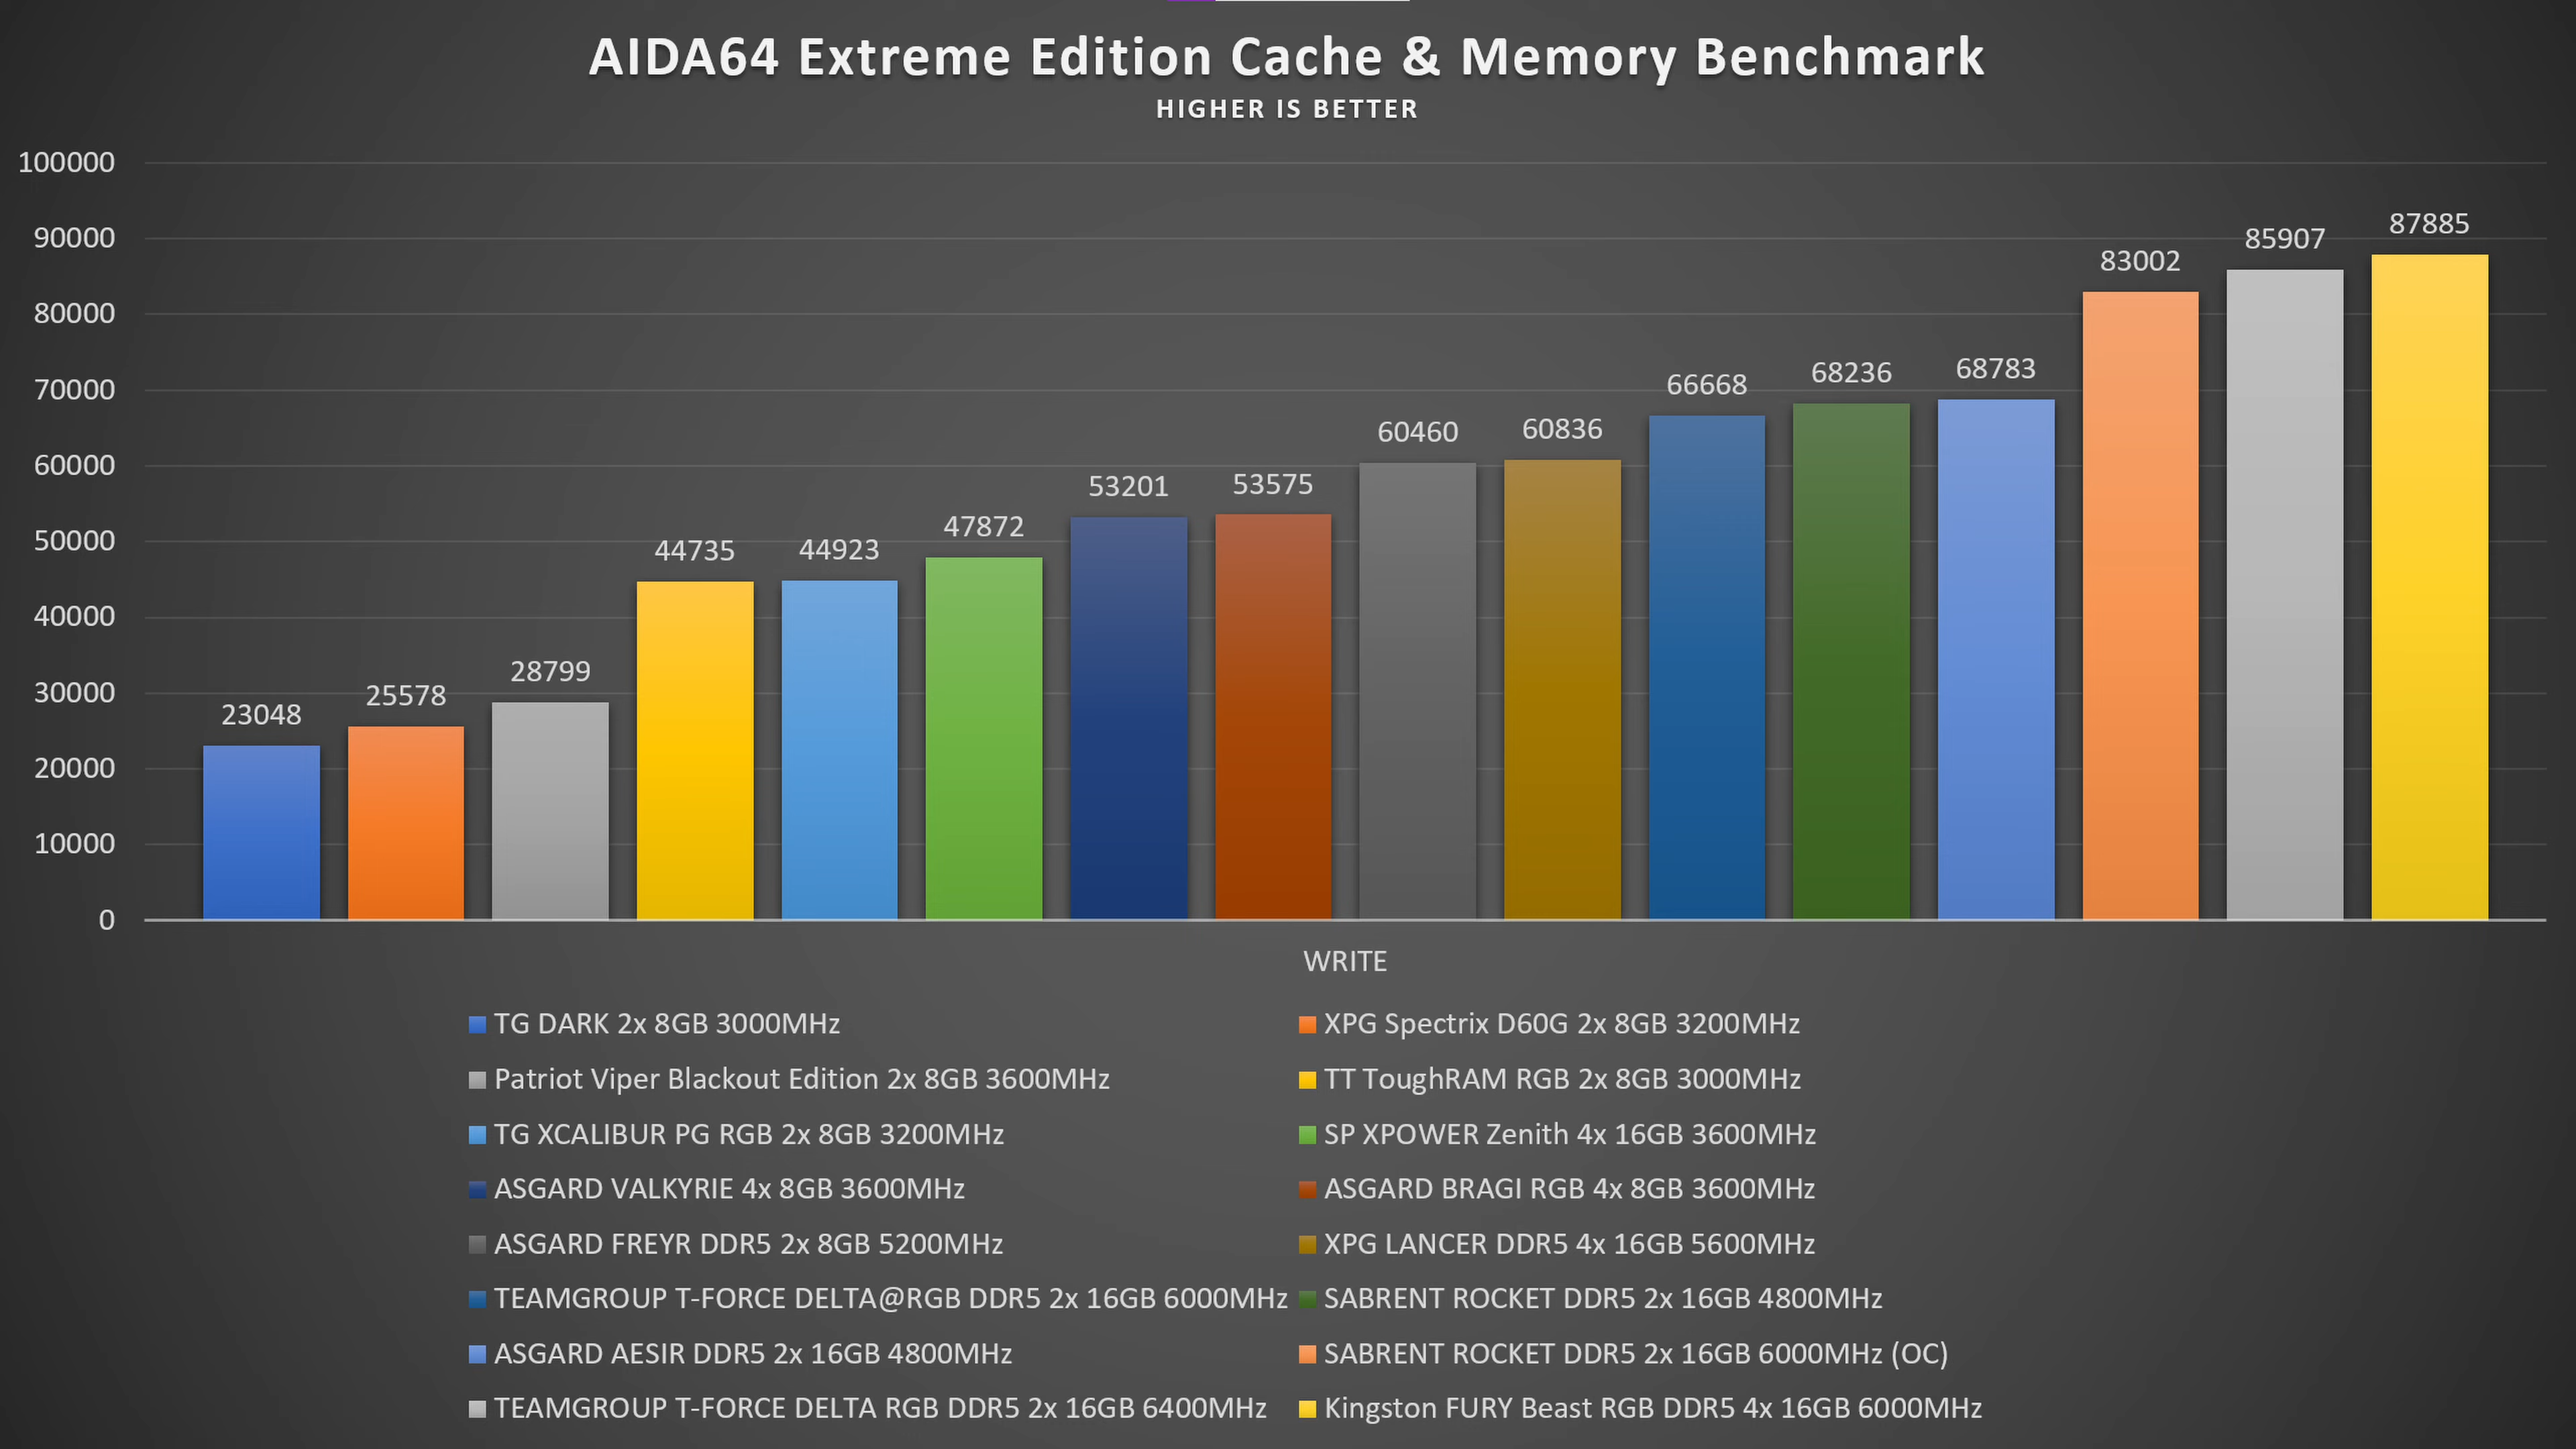 AIDA64 Extreme Edition Cache & Memory Benchmark
HIGHER IS BETTER
100000
90000
80000
70000
60000
50000
40000
30000
20000
10000
0
23048
25578
28799
44735
44923
47872
53201
53575
60460
60836
66668
68236
68783
83002
85907
87885
WRITE
TG DARK 2x 8GB 3000MHz
XPG Spectrix D60G 2x 8GB 3200MHz
Patriot Viper Blackout Edition 2x 8GB 3600MHz
TT ToughRAM RGB 2x 8GB 3000MHz
TG XCALIBUR PG RGB 2x 8GB 3200MHz
SP XPOWER Zenith 4x 16GB 3600MHz
ASGARD VALKYRIE 4x 8GB 3600MHz
ASGARD BRAGI RGB 4x 8GB 3600MHz
ASGARD FREYR DDR5 2x 8GB 5200MHz
XPG LANCER DDR5 4x 16GB 5600MHz
TEAMGROUP T-FORCE DELTA@RGB DDR5 2x 16GB 6000MHz
SABRENT ROCKET DDR5 2x 16GB 4800MHz
ASGARD AESIR DDR5 2x 16GB 4800MHz
SABRENT ROCKET DDR5 2x 16GB 6000MHz (OC)
TEAMGROUP T-FORCE DELTA RGB DDR5 2x 16GB 6400MHz
Kingston FURY Beast RGB DDR5 4x 16GB 6000MHz